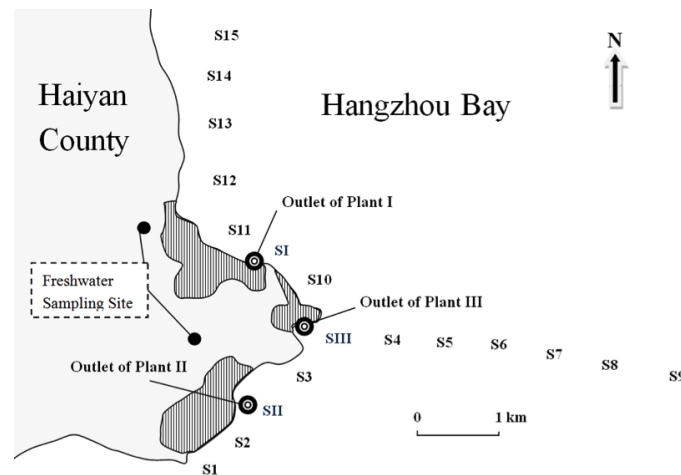 S15
N
S14
Haiyan
County
Hangzhou Bay
S13
S12
Outlet of Plant I
S11
SI
Freshwater
Sampling Site
S10
Outlet of Plant III
SIII
S4
S5
S6
S7
S8
S9
Outlet of Plant II
S3
SII
0
1 km
S2
S1